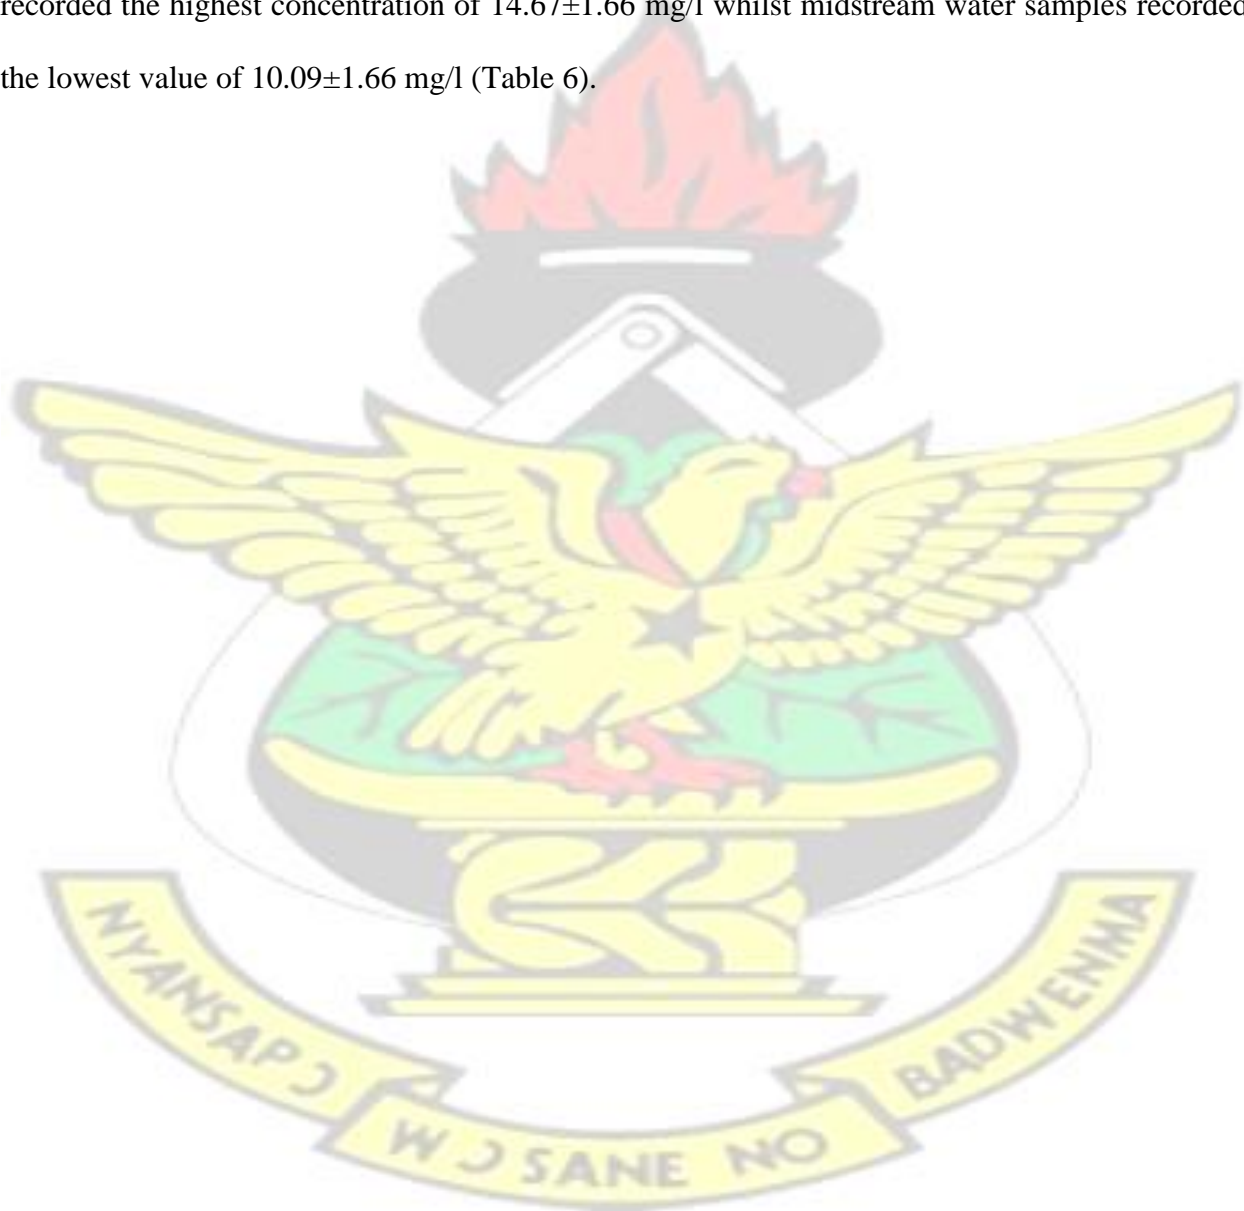 recorded the highest concentration of 14.67±1.66 mg/l whilst midstream water samples recorded
the lowest value of 10.09±1.66 mg/l (Table 6).
NYANSAPƆ
WƆ SANE NO
BADWENMA